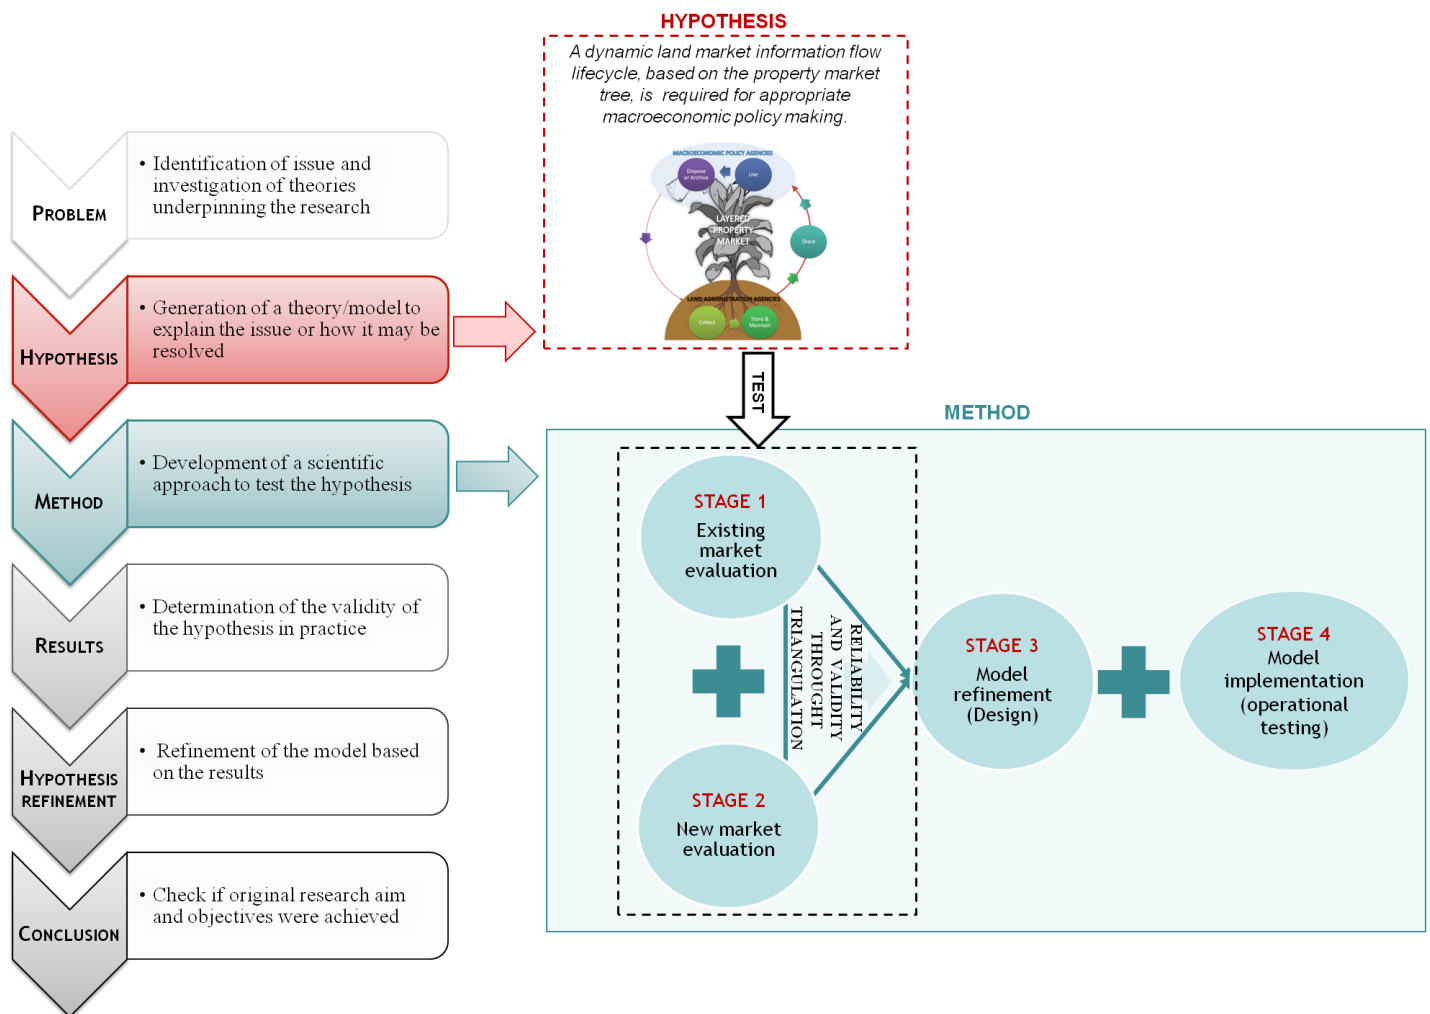 PROBLEM
• Identification of issue and
investigation of theories
underpinning the research
HYPOTHESIS
• Generation of a theory/model to
explain the issue or how it may be
resolved
METHOD
• Development of a scientific
approach to test the hypothesis
RESULTS
• Determination of the validity of
the hypothesis in practice
HYPOTHESIS
REFINEMENT
• Refinement of the model based
on the results
CONCLUSION
• Check if original research aim
and objectives were achieved
HYPOTHESIS
A dynamic land market information flow
lifecycle, based on the property market
tree, is required for appropriate
macroeconomic policy making.
MACROECONOMIC POLICY AGENCIES
Dispose
or Archive
Use
LAYERED
PROPERTY
MARKET
Share
LAND ADMINISTRATION AGENCIES
Collect
Store &
Maintain
TEST
METHOD
STAGE 1
Existing
market
evaluation
RELIABILITY
AND VALIDITY
THROUGHT
TRIANGULATION
STAGE 2
New market
evaluation
STAGE 3
Model
refinement
(Design)
STAGE 4
Model
implementation
(operational
testing)